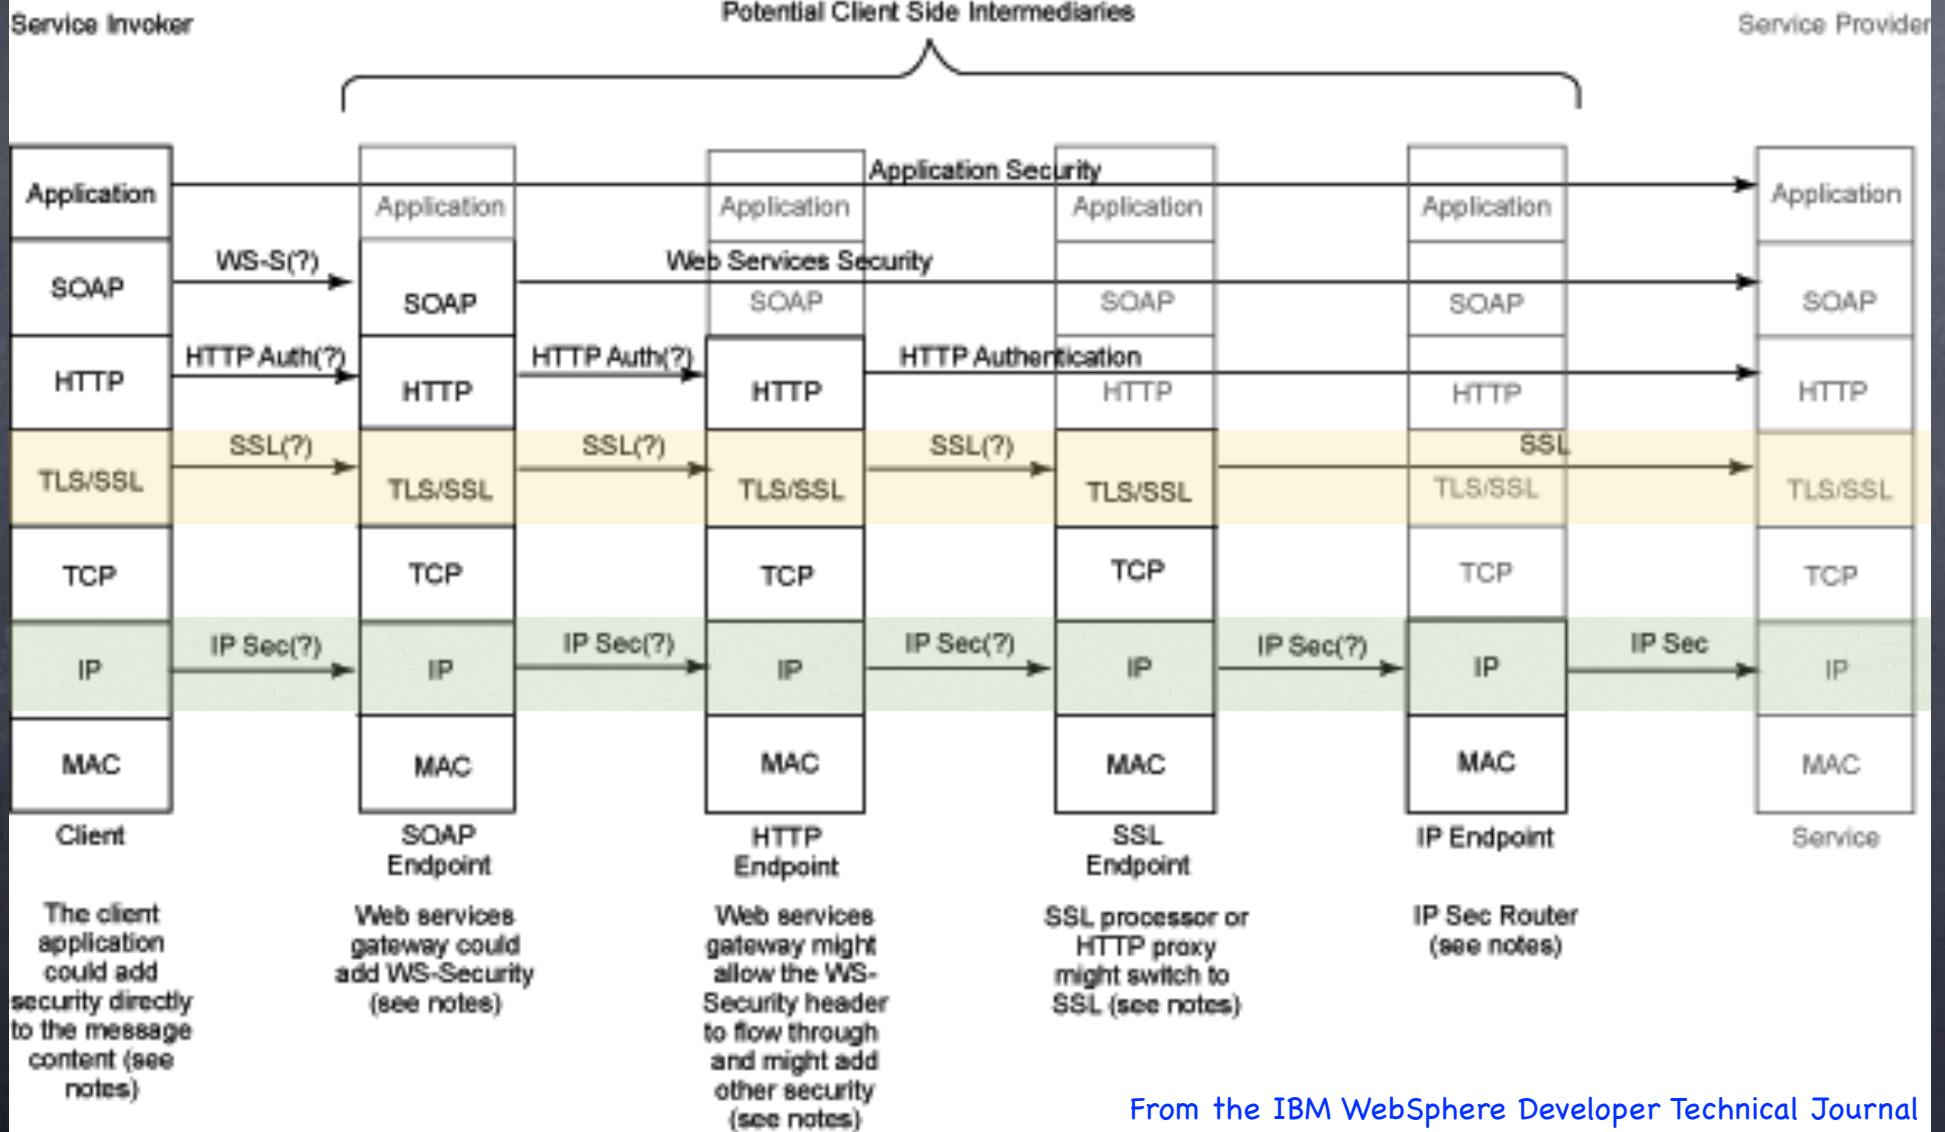 Potential Client Side Intermediaries
Service Invoker
Service Provider
Application Security
Application
Application
Application
Application
Application
Application
WS-S(?)
Web Services Security
SOAP
SOAP
SOAP
SOAP
SOAP
SOAP
HTTP Auth(?)
HTTP Auth(?)
HTTP Authentication
HTTP
HTTP
HTTP
HTTP
HTTP
HTTP
SSL(?)
SSL(?)
SSL(?)
SSL
TLS/SSL
TLS/SSL
TLS/SSL
TLS/SSL
TLS/SSL
TLS/SSL
TCP
TCP
TCP
TCP
TCP
TCP
IP Sec(?)
IP Sec(?)
IP Sec(?)
IP Sec(?)
IP Sec
IP
IP
IP
IP
IP
IP
MAC
MAC
MAC
MAC
MAC
MAC
Client
The client
application
could add
security directly
to the message
content (see
notes)
SOAP
Endpoint
Web services
gateway could
add WS-Security
(see notes)
HTTP
Endpoint
Web services
gateway might
allow the WS-
Security header
to flow through
and might add
other security
(see notes)
SSL
Endpoint
SSL processor or
HTTP proxy
might switch to
SSL (see notes)
IP Endpoint
IP Sec Router
(see notes)
Service
From the IBM WebSphere Developer Technical Journal